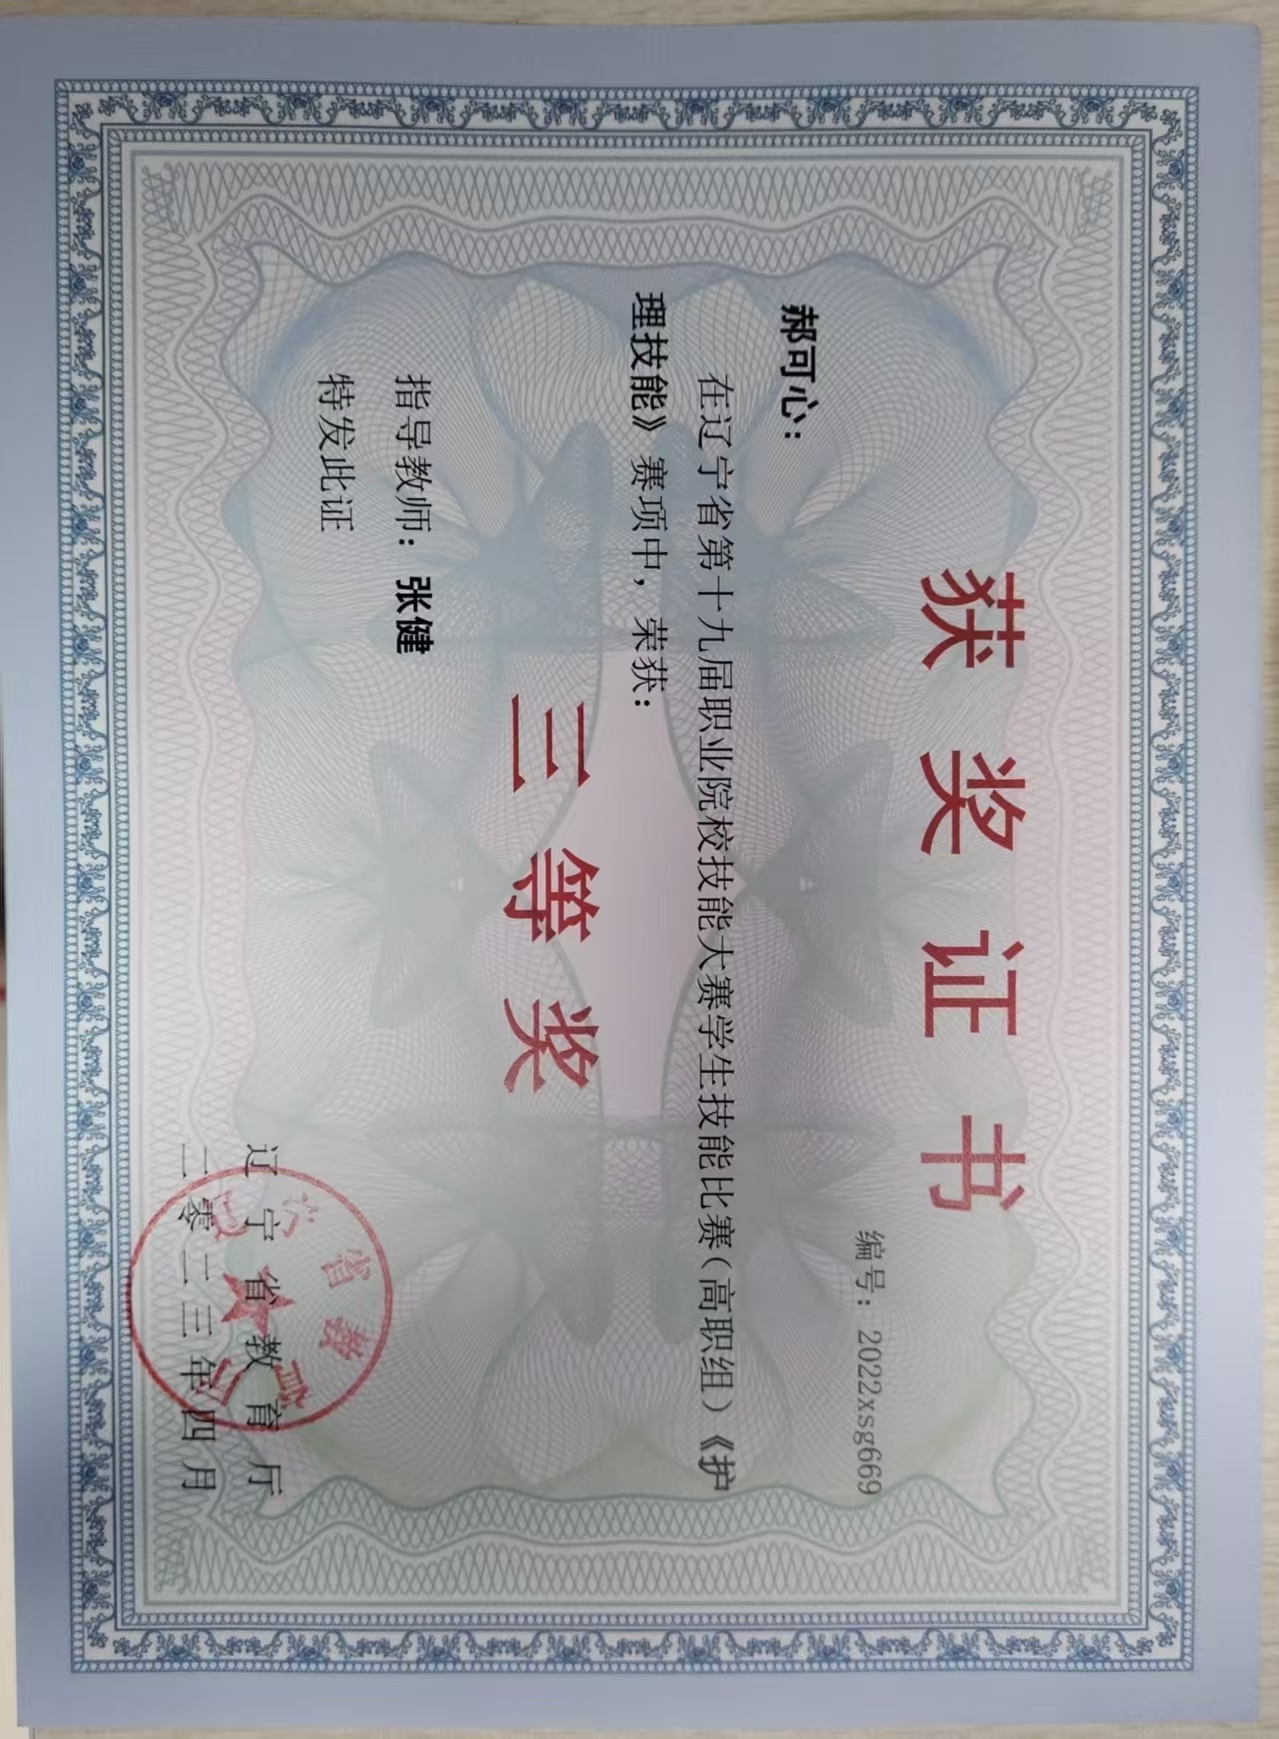 获奖证书
编号：2022xsg669
郝可心：
在辽宁省第十九届职业院校技能大赛学生技能比赛（高职组）《护
理技能》赛项中，荣获：
三等奖
指导教师：张健
特发此证
辽宁省教育厅
二零二三年四月